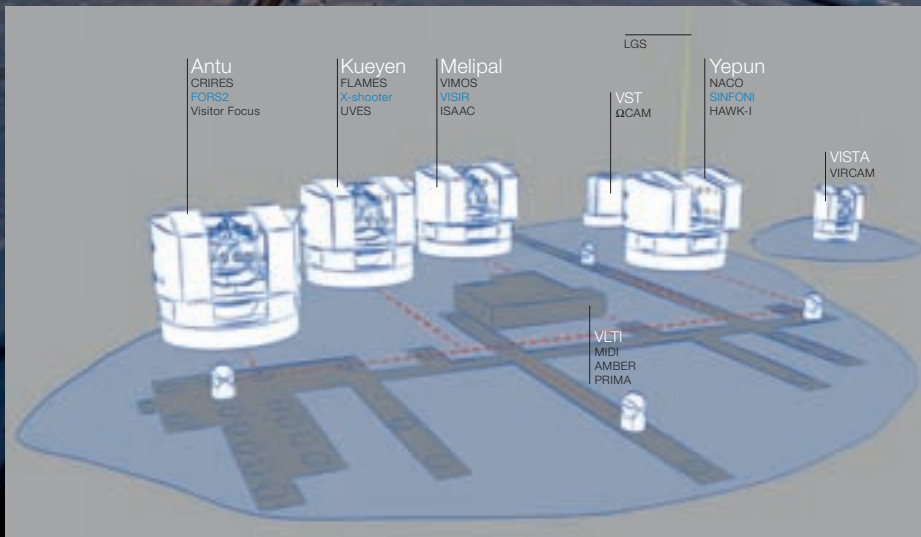 Antu
CRIRES
FORS2
Visitor Focus
Kueyen
FLAMES
X-shooter
UVES
Melipal
VIMOS
VISIR
ISAAC
LGS
VST
ΩCAM
Yepun
NACO
SINFONI
HAWK-I
VISTA
VIRCAM
VLTI
MIDI
AMBER
PRIMA